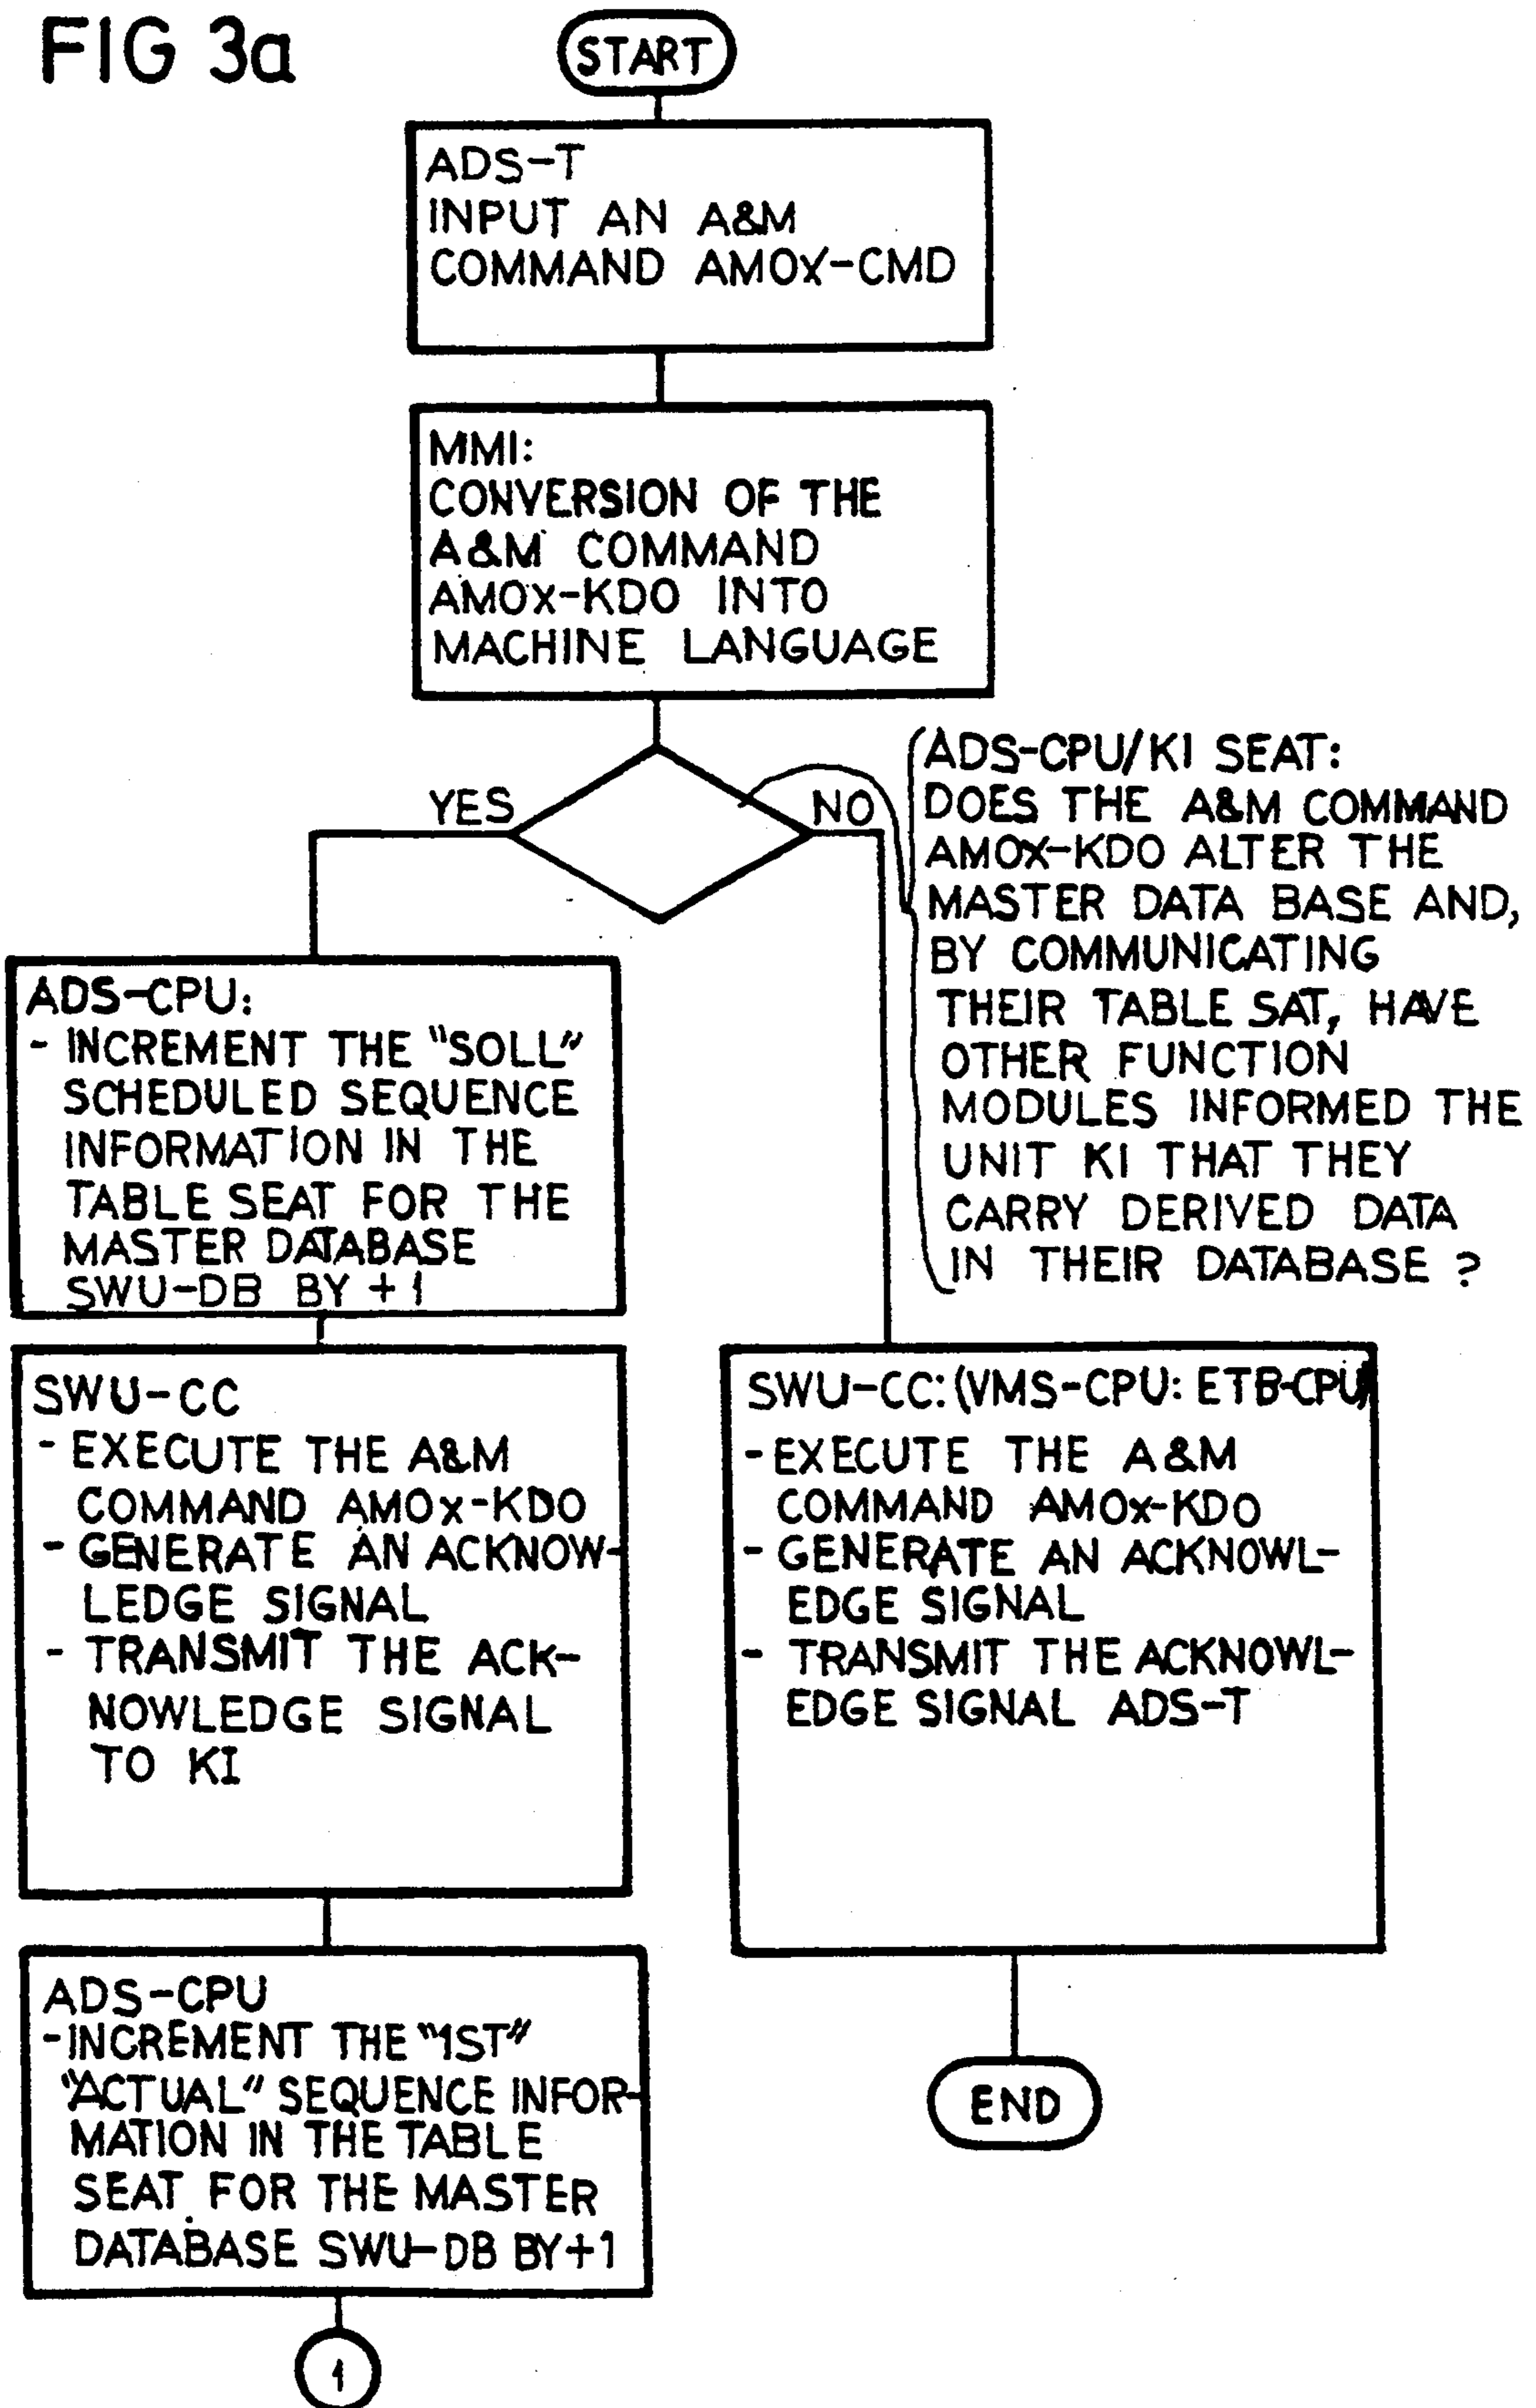 FIG 3a
START
ADS-T
INPUT AN A&M
COMMAND AMOX-CMD
MMI:
CONVERSION OF THE
A&M COMMAND
AMOX-KDO INTO
MACHINE LANGUAGE
YES
NO
ADS-CPU/KI SEAT:
DOES THE A&M COMMAND
AMOX-KDO ALTER THE
MASTER DATA BASE AND,
BY COMMUNICATING
THEIR TABLE SAT, HAVE
OTHER FUNCTION
MODULES INFORMED THE
UNIT KI THAT THEY
CARRY DERIVED DATA
IN THEIR DATABASE ?
ADS-CPU:
- INCREMENT THE "SOLL"
SCHEDULED SEQUENCE
INFORMATION IN THE
TABLE SEAT FOR THE
MASTER DATABASE
SWU-DB BY +1
SWU-CC
- EXECUTE THE A&M
COMMAND AMOx-KDO
- GENERATE AN ACKNOW-
LEDGE SIGNAL
- TRANSMIT THE ACK-
NOWLEDGE SIGNAL
TO KI
SWU-CC: (VMS-CPU: ETB-CPU)
- EXECUTE THE A&M
COMMAND AMOx-KDO
- GENERATE AN ACKNOWL-
EDGE SIGNAL
- TRANSMIT THE ACKNOWL-
EDGE SIGNAL ADS-T
ADS-CPU
- INCREMENT THE "1ST"
"ACTUAL" SEQUENCE INFOR-
MATION IN THE TABLE
SEAT FOR THE MASTER
DATABASE SWU-DB BY+1
END
1